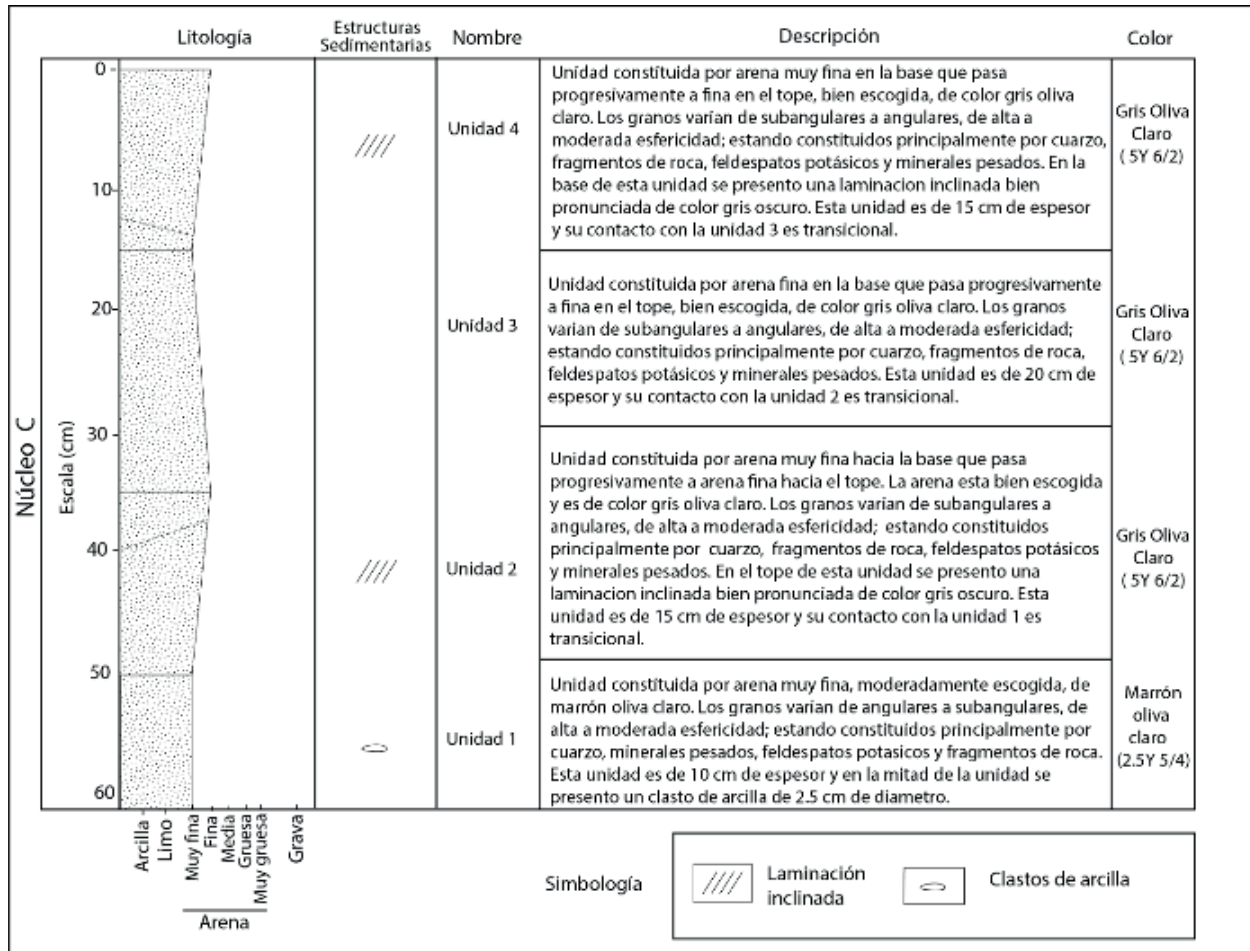 Litología
Estructuras
Sedimentarias
Nombre
Descripción
Color
Núcleo C
Escala (cm)
0
10
20
30
40
50
60
Unidad 4
Unidad constituida por arena muy fina en la base que pasa
progresivamente a fina en el tope, bien escogida, de color gris oliva
claro. Los granos varían de subangulares a angulares, de alta a
moderada esfericidad; estando constituidos principalmente por cuarzo,
fragmentos de roca, feldespatos potásicos y minerales pesados. En la
base de esta unidad se presento una laminacion inclinada bien
pronunciada de color gris oscuro. Esta unidad es de 15 cm de espesor
y su contacto con la unidad 3 es transicional.
Gris Oliva
Claro
( 5Y 6/2)
Unidad 3
Unidad constituida por arena fina en la base que pasa progresivamente
a fina en el tope, bien escogida, de color gris oliva claro. Los granos
varian de subangulares a angulares, de alta a moderada esfericidad;
estando constituidos principalmente por cuarzo, fragmentos de roca,
feldespatos potásicos y minerales pesados. Esta unidad es de 20 cm de
espesor y su contacto con la unidad 2 es transicional.
Gris Oliva
Claro
( 5Y 6/2)
Unidad 2
Unidad constituida por arena muy fina hacia la base que pasa
progresivamente a arena fina hacia el tope. La arena esta bien escogida
y es de color gris oliva claro. Los granos varían de subangulares a
angulares, de alta a moderada esfericidad; estando constituidos
principalmente por cuarzo, fragmentos de roca, feldespatos potásicos
y minerales pesados. En el tope de esta unidad se presento una
laminacion inclinada bien pronunciada de color gris oscuro. Esta
unidad es de 15 cm de espesor y su contacto con la unidad 1 es
transicional.
Gris Oliva
Claro
( 5Y 6/2)
Unidad 1
Unidad constituida por arena muy fina, moderadamente escogida, de
marrón oliva claro. Los granos varían de angulares a subangulares, de
alta a moderada esfericidad; estando constituidos principalmente por
cuarzo, minerales pesados, feldespatos potasicos y fragmentos de roca.
Esta unidad es de 10 cm de espesor y en la mitad de la unidad se
presento un clasto de arcilla de 2.5 cm de diametro.
Marrón
oliva
claro
(2.5Y 5/4)
Arcilla
Limo
Muy fina
Fina
Media
Gruesa
Muy gruesa
Grava
Arena
Simbología
Laminación
inclinada
Clastos de arcilla